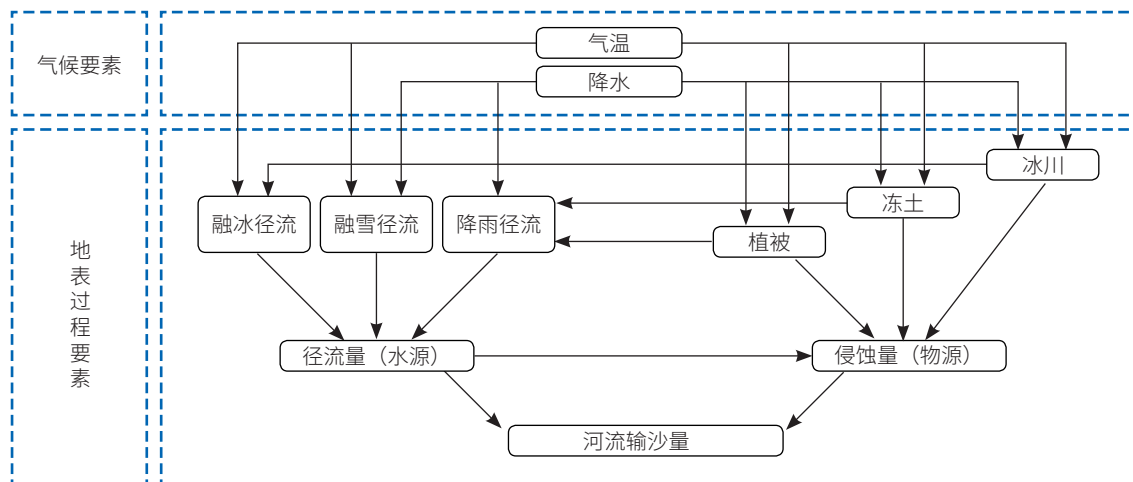 气候要素
气温
降水
地表过程要素
冰川
融冰径流
融雪径流
降雨径流
冻土
植被
径流量（水源）
侵蚀量（物源）
河流输沙量